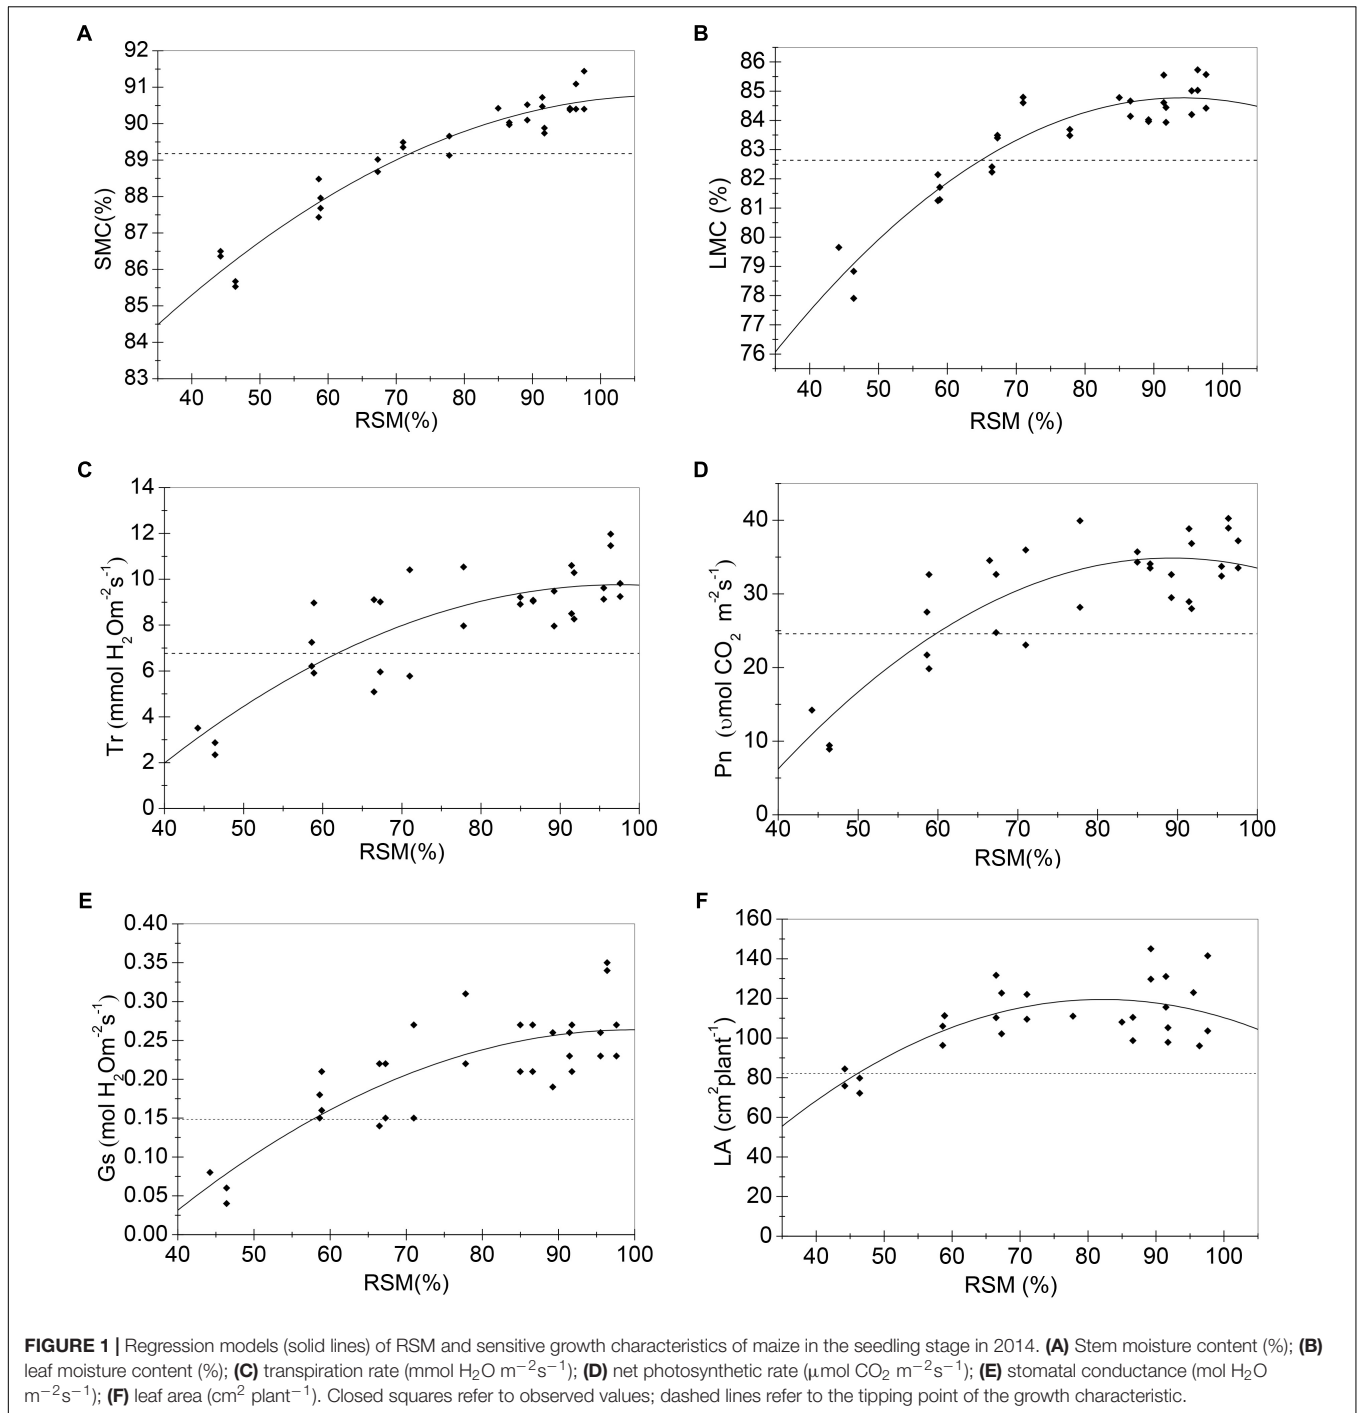 A
92
91
90
89
88
87
86
85
84
83
SMC(%)
40 50 60 70 80 90 100
RSM(%)
B
86
85
84
83
82
81
80
79
78
77
76
LMC (%)
40 50 60 70 80 90 100
RSM (%)
C
14
12
10
8
6
4
2
0
Tr (mmol H2Om-2s-1)
40 50 60 70 80 90 100
RSM(%)
D
40
30
20
10
0
Pn (υmol CO2 m-2s-1)
40 50 60 70 80 90 100
RSM(%)
E
0.40
0.35
0.30
0.25
0.20
0.15
0.10
0.05
0.00
Gs (mol H2Om-2s-1)
40 50 60 70 80 90 100
RSM(%)
F
160
140
120
100
80
60
40
20
0
LA (cm2plant-1)
40 50 60 70 80 90 100
RSM (%)
FIGURE 1 | Regression models (solid lines) of RSM and sensitive growth characteristics of maize in the seedling stage in 2014. (A) Stem moisture content (%); (B)
leaf moisture content (%); (C) transpiration rate (mmol H2O m−2s−1); (D) net photosynthetic rate (μmol CO2 m−2s−1); (E) stomatal conductance (mol H2O
m−2s−1); (F) leaf area (cm2 plant−1). Closed squares refer to observed values; dashed lines refer to the tipping point of the growth characteristic.